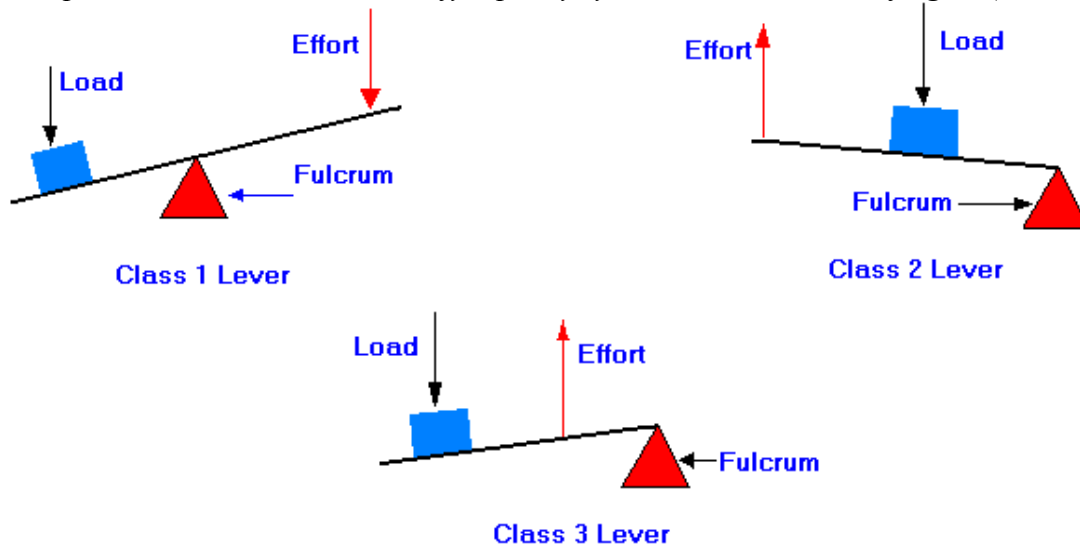 Effort
Load
Fulcrum
Class 1 Lever
Load
Effort
Fulcrum
Class 2 Lever
Load
Effort
Fulcrum
Class 3 Lever